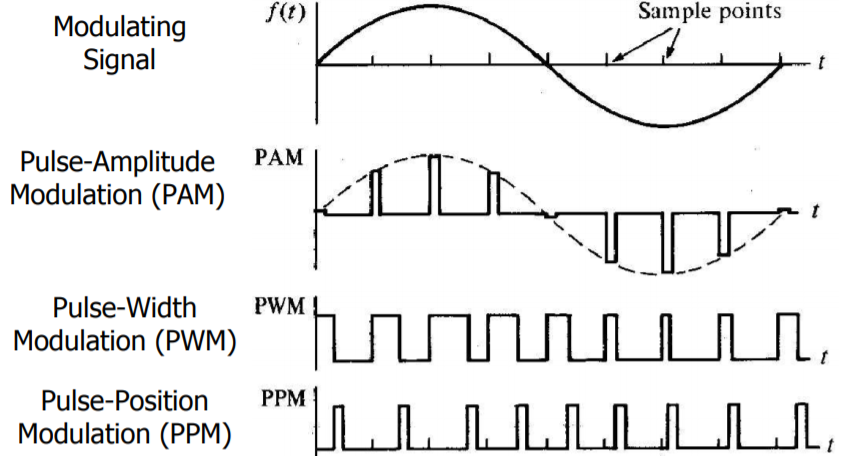 Modulating
Signal
f(t)
Sample points
t
Pulse-Amplitude
Modulation (PAM)
PAM
t
Pulse-Width
Modulation (PWM)
PWM
t
Pulse-Position
Modulation (PPM)
PPM
t